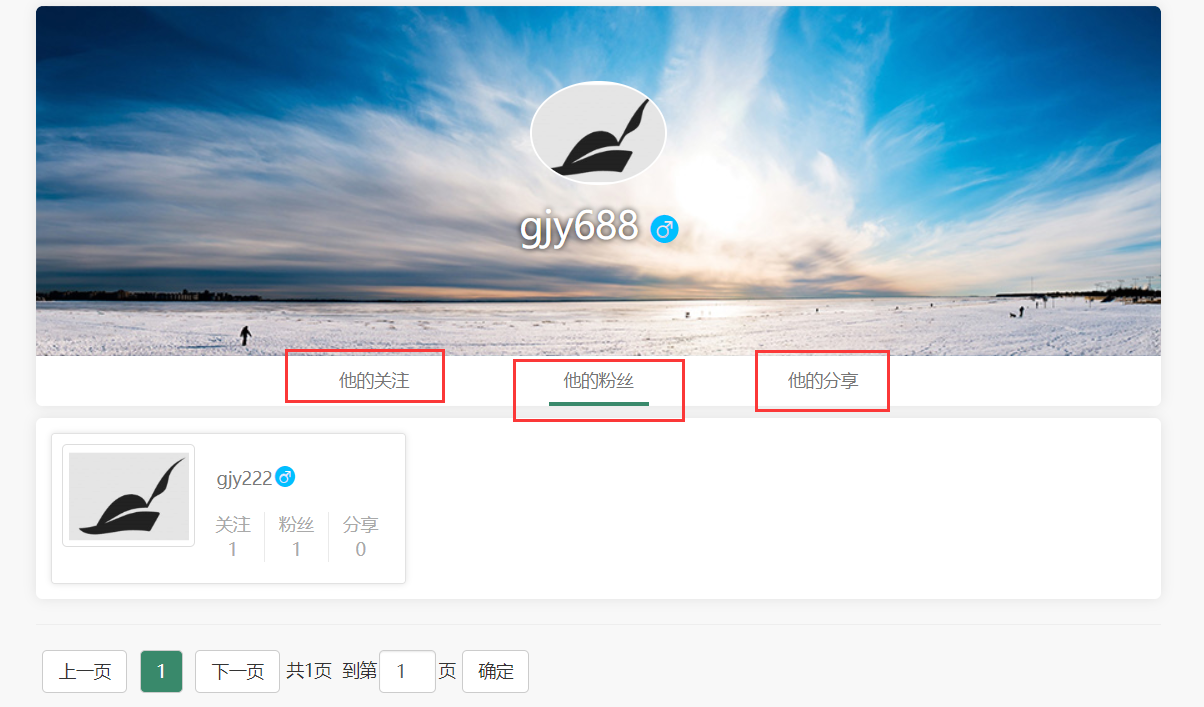 gjy688
他的关注 他的粉丝 他的分享
gjy222
关注 粉丝 分享
1 1 0
上一页 1 下一页 共1页 到第 1 页 确定